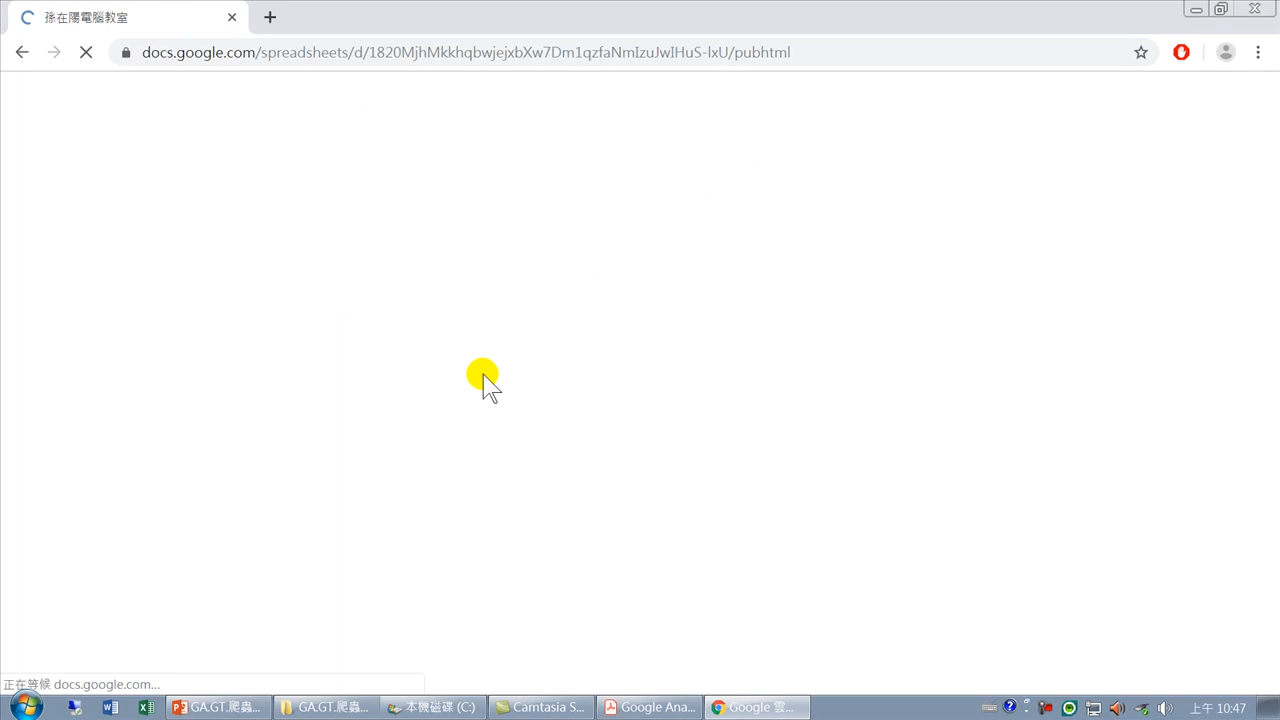 孫在陽電腦教室
docs.google.com/spreadsheets/d/1820MjhMkkhqbwjejxbXw7Dm1qzfaNmIzuJwIHuS-lxU/pubhtml
正在等候 docs.google.com...
GA.GT.爬蟲...
GA.GT.爬蟲...
本機磁碟 (C:)
Camtasia S...
Google Ana...
Google 雲...
上午 10:47